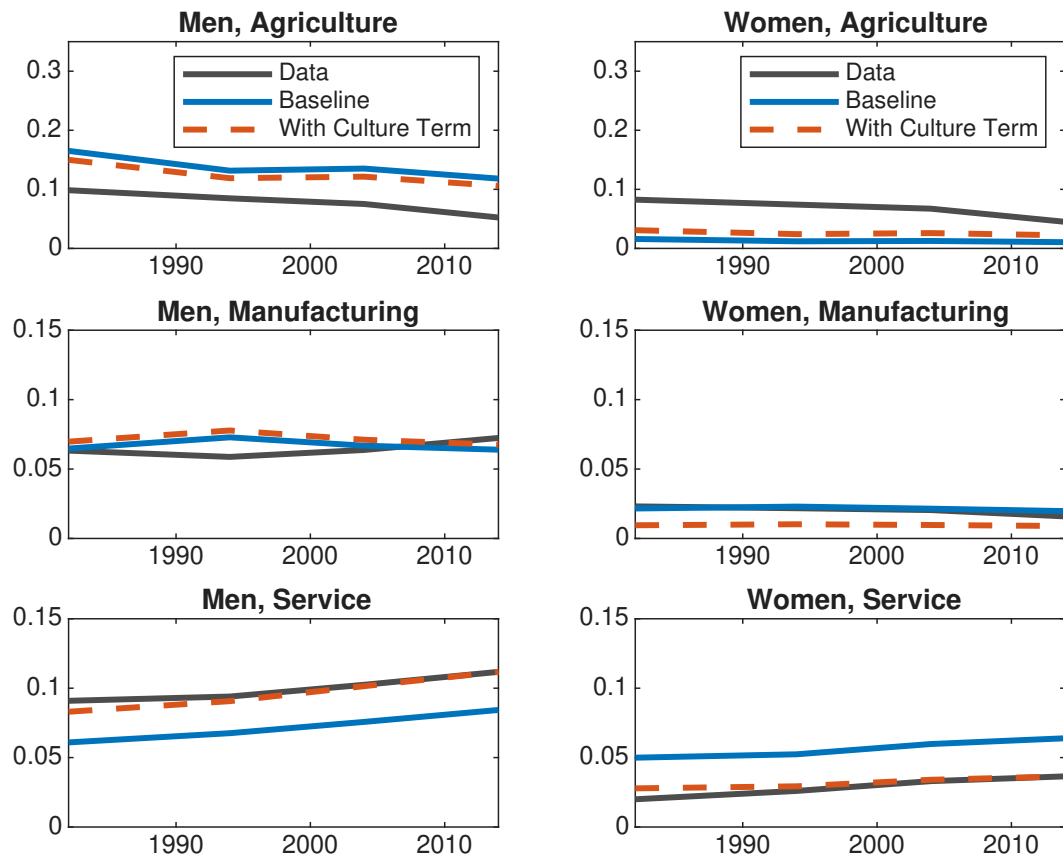 Men, Agriculture
0.3
0.2
0.1
0
Data
Baseline
With Culture Term
1990 2000 2010
Women, Agriculture
0.3
0.2
0.1
0
Data
Baseline
With Culture Term
1990 2000 2010
Men, Manufacturing
0.15
0.1
0.05
0
1990 2000 2010
Women, Manufacturing
0.15
0.1
0.05
0
1990 2000 2010
Men, Service
0.15
0.1
0.05
0
1990 2000 2010
Women, Service
0.15
0.1
0.05
0
1990 2000 2010